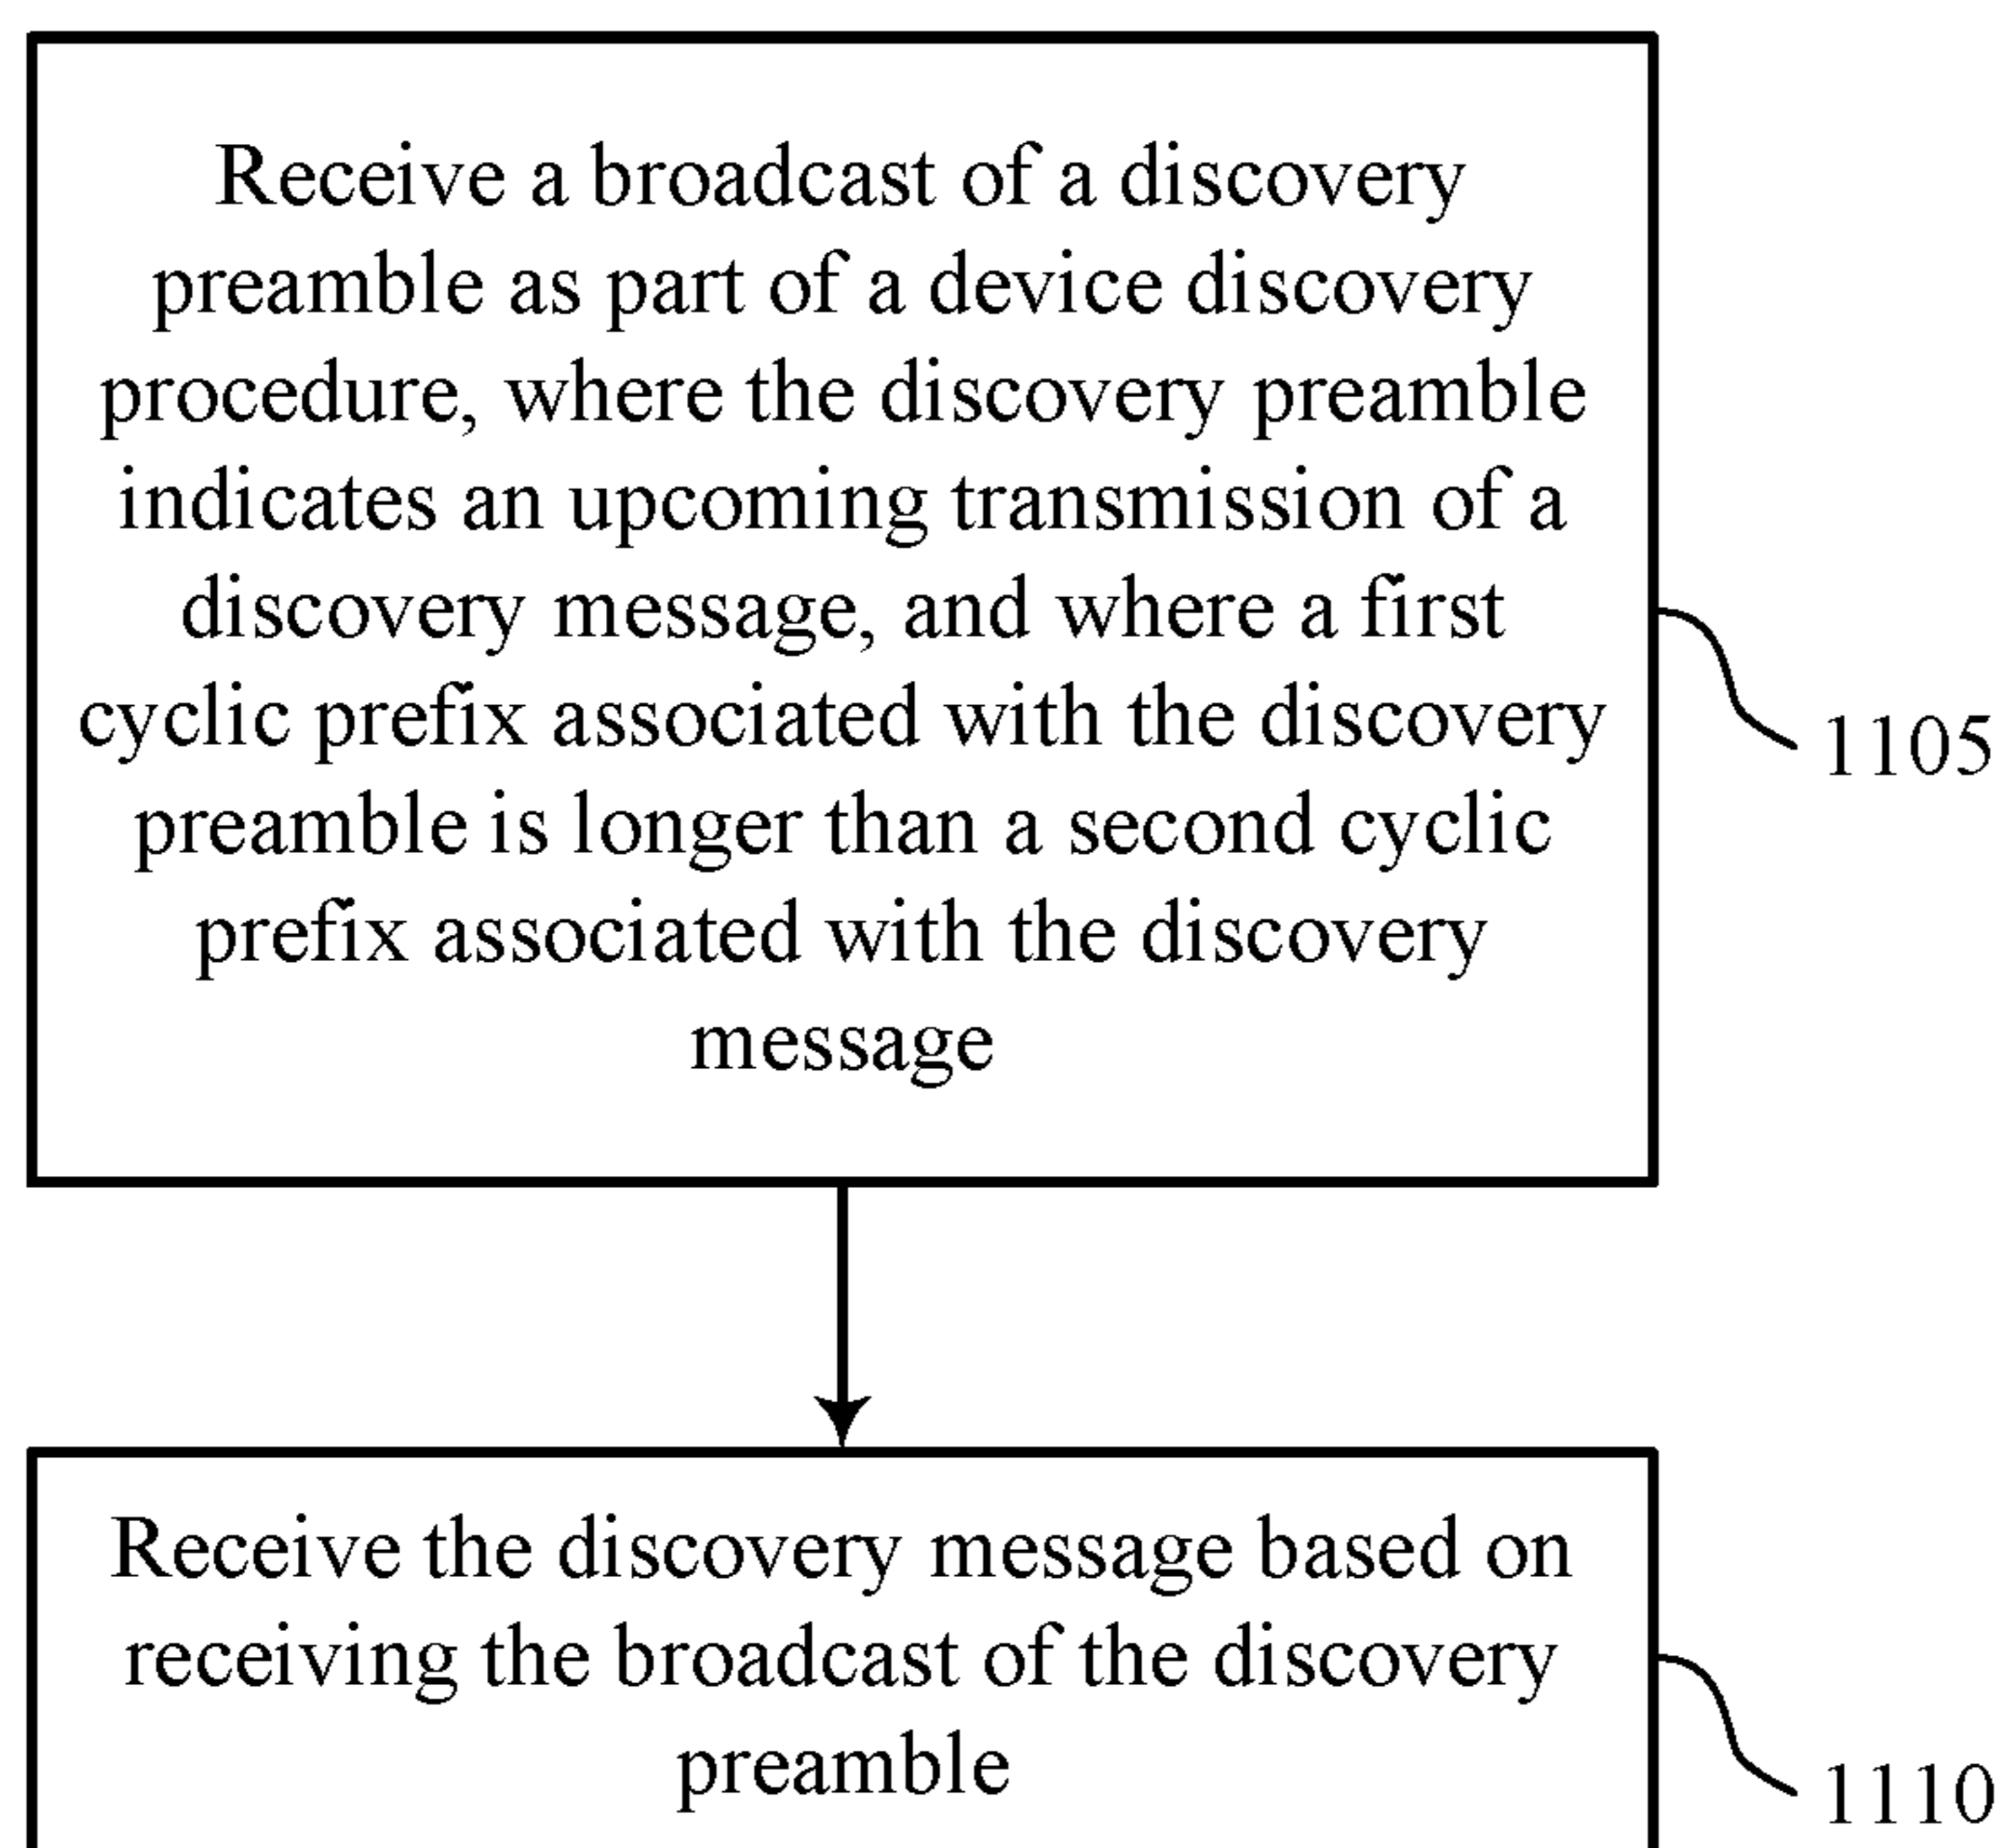 Receive a broadcast of a discovery
preamble as part of a device discovery
procedure, where the discovery preamble
indicates an upcoming transmission of a
discovery message, and where a first
cyclic prefix associated with the discovery
preamble is longer than a second cyclic
prefix associated with the discovery
message
1105
Receive the discovery message based on
receiving the broadcast of the discovery
preamble
1110